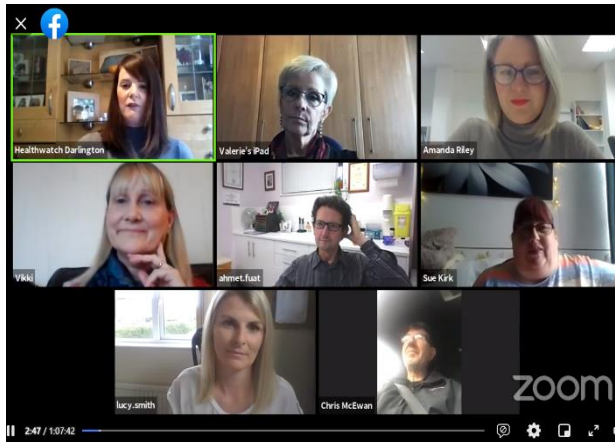 Healthwatch Darlington
Valerie's iPad
Amanda Riley
Vikki
ahmet.fuat
Sue Kirk
lucy.smith
Chris McEwan
zoom
2:47 / 1:07:42